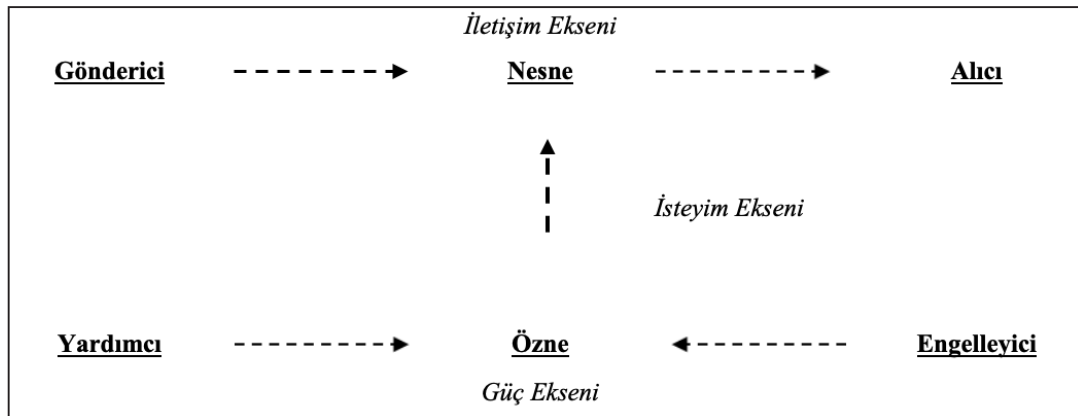 İletişim Ekseni
Gönderici Nesne Alıcı
İsteyim Ekseni
Yardımcı Özne Engelleyici
Güç Ekseni